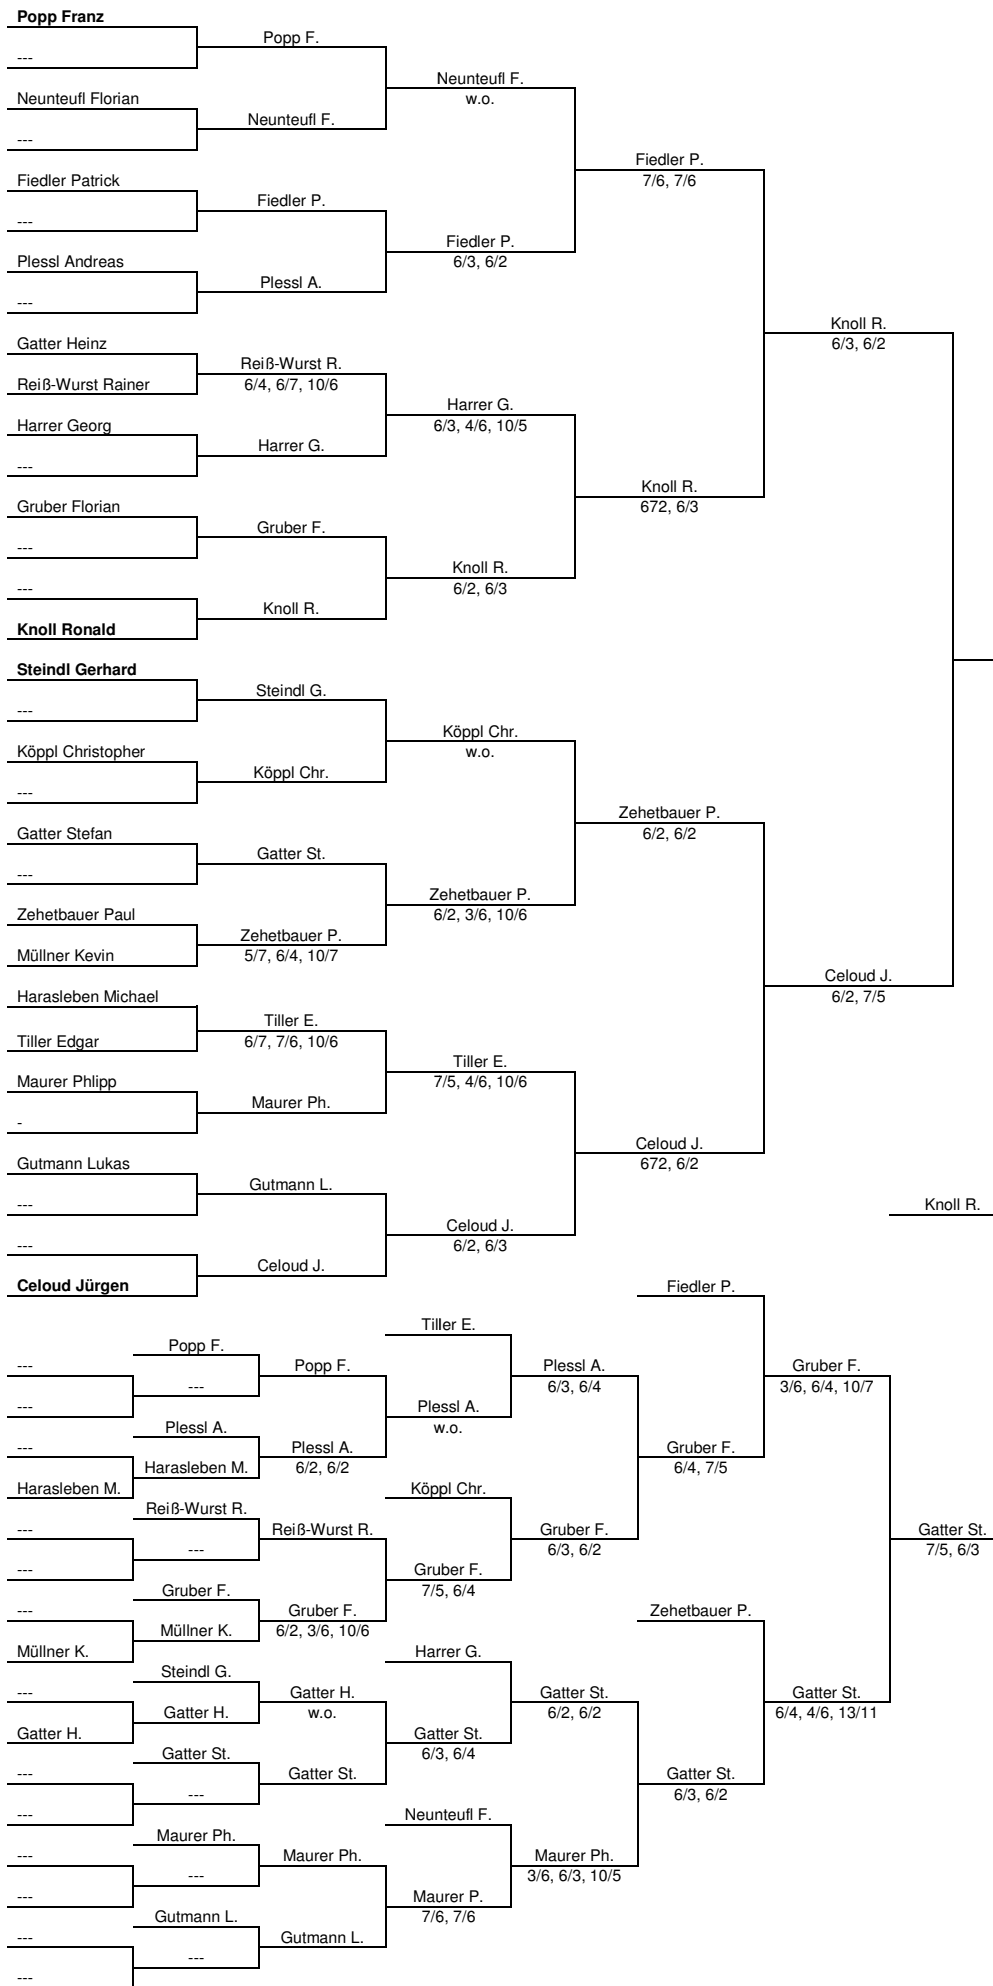 Popp Franz
Popp F.
---
Neunteufl F.
w.o.
Neunteufl Florian
Neunteufl F.
---
Fiedler P.
7/6, 7/6
Fiedler Patrick
Fiedler P.
---
Fiedler P.
6/3, 6/2
Plessl Andreas
Plessl A.
---
Knoll R.
6/3, 6/2
Gatter Heinz
Reiß-Wurst R.
6/4, 6/7, 10/6
Reiß-Wurst Rainer
Harrer G.
6/3, 4/6, 10/5
Harrer Georg
Harrer G.
---
Knoll R.
672, 6/3
Gruber Florian
Gruber F.
---
Knoll R.
6/2, 6/3
---
Knoll R.
Knoll Ronald
Steindl Gerhard
Steindl G.
---
Köppl Chr.
w.o.
Köppl Christopher
Köppl Chr.
---
Zehetbauer P.
6/2, 6/2
Gatter Stefan
Gatter St.
---
Zehetbauer P.
6/2, 3/6, 10/6
Zehetbauer Paul
Zehetbauer P.
5/7, 6/4, 10/7
Müllner Kevin
Celoud J.
6/2, 7/5
Harasleben Michael
Tiller E.
6/7, 7/6, 10/6
Tiller Edgar
Tiller E.
7/5, 4/6, 10/6
Maurer Phlipp
Maurer Ph.
-
Celoud J.
672, 6/2
Gutmann Lukas
Gutmann L.
---
Knoll R.
Celoud J.
6/2, 6/3
---
Celoud J.
Celoud Jürgen
Fiedler P.
Tiller E.
Popp F.
---
Popp F.
Plessl A.
6/3, 6/4
Gruber F.
3/6, 6/4, 10/7
---
---
Plessl A.
w.o.
Plessl A.
---
Plessl A.
6/2, 6/2
Gruber F.
6/4, 7/5
Harasleben M.
Harasleben M.
Köppl Chr.
Reiß-Wurst R.
---
Reiß-Wurst R.
Gruber F.
6/3, 6/2
Gatter St.
7/5, 6/3
---
---
Gruber F.
7/5, 6/4
Gruber F.
---
Gruber F.
6/2, 3/6, 10/6
Zehetbauer P.
Müllner K.
Müllner K.
Harrer G.
Steindl G.
---
Gatter H.
w.o.
Gatter St.
6/2, 6/2
Gatter St.
6/4, 4/6, 13/11
Gatter H.
Gatter H.
Gatter St.
6/3, 6/4
Gatter St.
---
Gatter St.
Gatter St.
6/3, 6/2
---
---
Neunteufl F.
Maurer Ph.
---
Maurer Ph.
Maurer Ph.
3/6, 6/3, 10/5
---
---
Maurer P.
7/6, 7/6
Gutmann L.
---
Gutmann L.
---
---